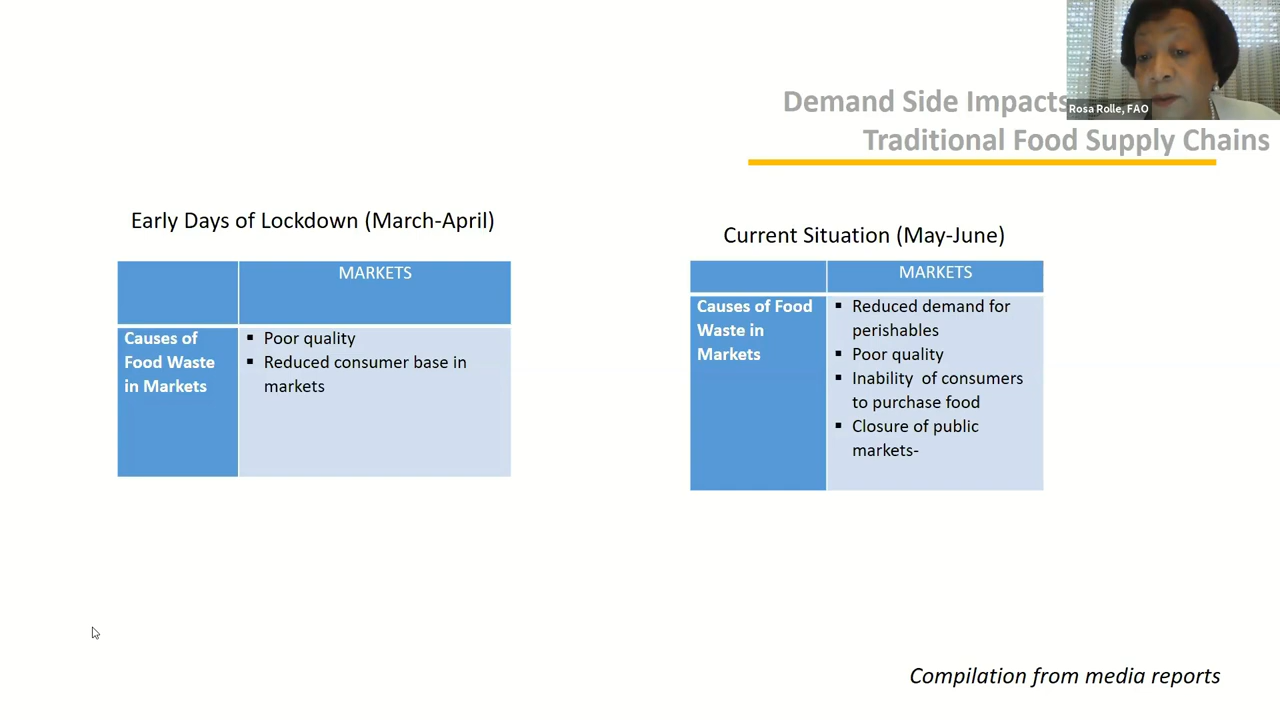 Demand Side Impacts
Traditional Food Supply Chains
Rosa Rolle, FAO
Early Days of Lockdown (March-April)
MARKETS
Causes of
Food Waste
in Markets
▪ Poor quality
▪ Reduced consumer base in
markets
Current Situation (May-June)
MARKETS
Causes of Food
Waste in
Markets
▪ Reduced demand for
perishables
▪ Poor quality
▪ Inability of consumers
to purchase food
▪ Closure of public
markets-
Compilation from media reports